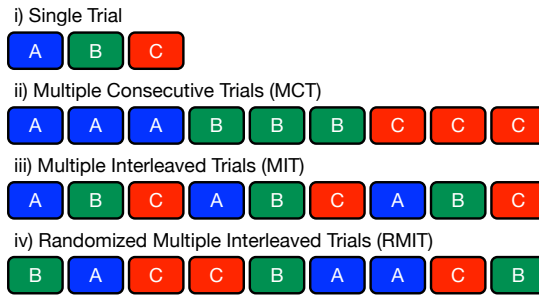 i) Single Trial
A B C
ii) Multiple Consecutive Trials (MCT)
A A A B B B C C C
iii) Multiple Interleaved Trials (MIT)
A B C A B C A B C
iv) Randomized Multiple Interleaved Trials (RMIT)
B A C C B A A C B